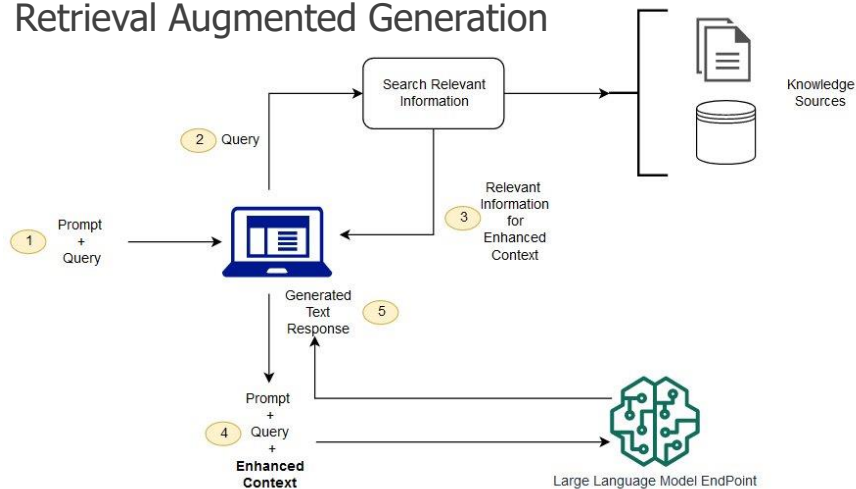 Retrieval Augmented Generation
Search Relevant
Information
Knowledge
Sources
2
Query
Relevant
Information
for
Enhanced
Context
3
1
Prompt
+
Query
Generated
Text
Response
5
Prompt
+
Query
+
Enhanced
Context
4
Large Language Model EndPoint